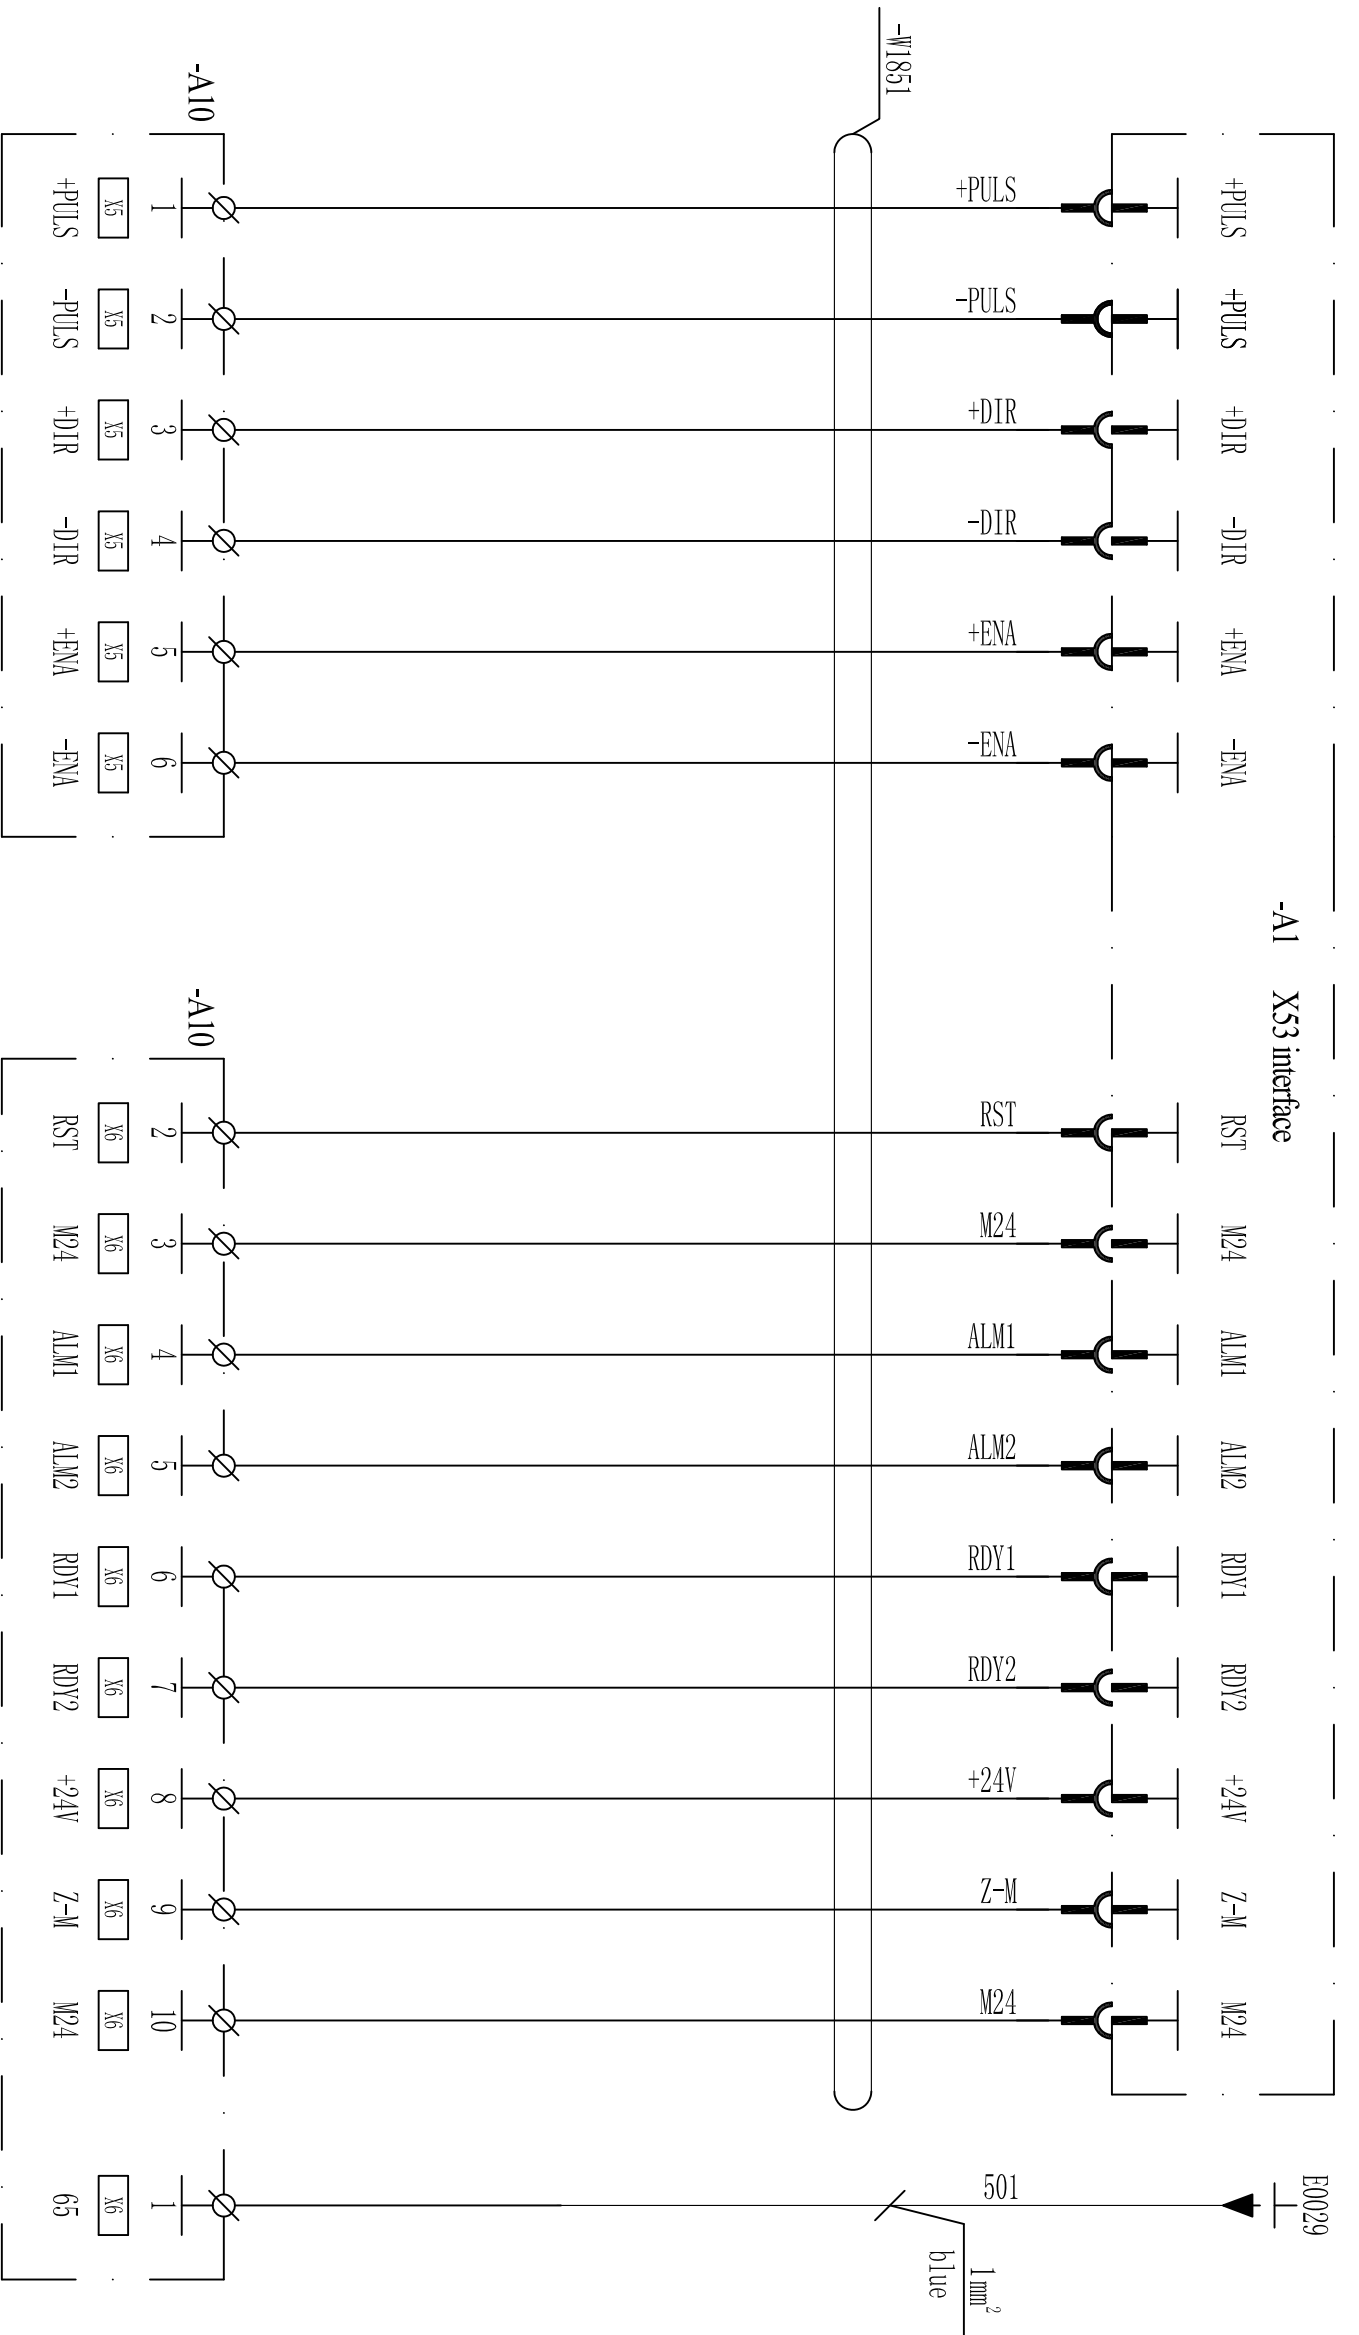 -W1851
-A1 X53 interface
+PULS
+PULS
+DIR
-DIR
+ENA
-ENA
RST
M24
ALM1
ALM2
RDY1
RDY2
+24V
Z-M
M24
E0029
+PULS
-PULS
+DIR
-DIR
+ENA
-ENA
RST
M24
ALM1
ALM2
RDY1
RDY2
+24V
Z-M
M24
501
1mm²
blue
-A10
1
2
3
4
5
6
X5
X5
X5
X5
X5
X5
+PULS
-PULS
+DIR
-DIR
+ENA
-ENA
-A10
2
3
4
5
6
7
8
9
10
1
X6
X6
X6
X6
X6
X6
X6
X6
X6
X6
RST
M24
ALM1
ALM2
RDY1
RDY2
+24V
Z-M
M24
65